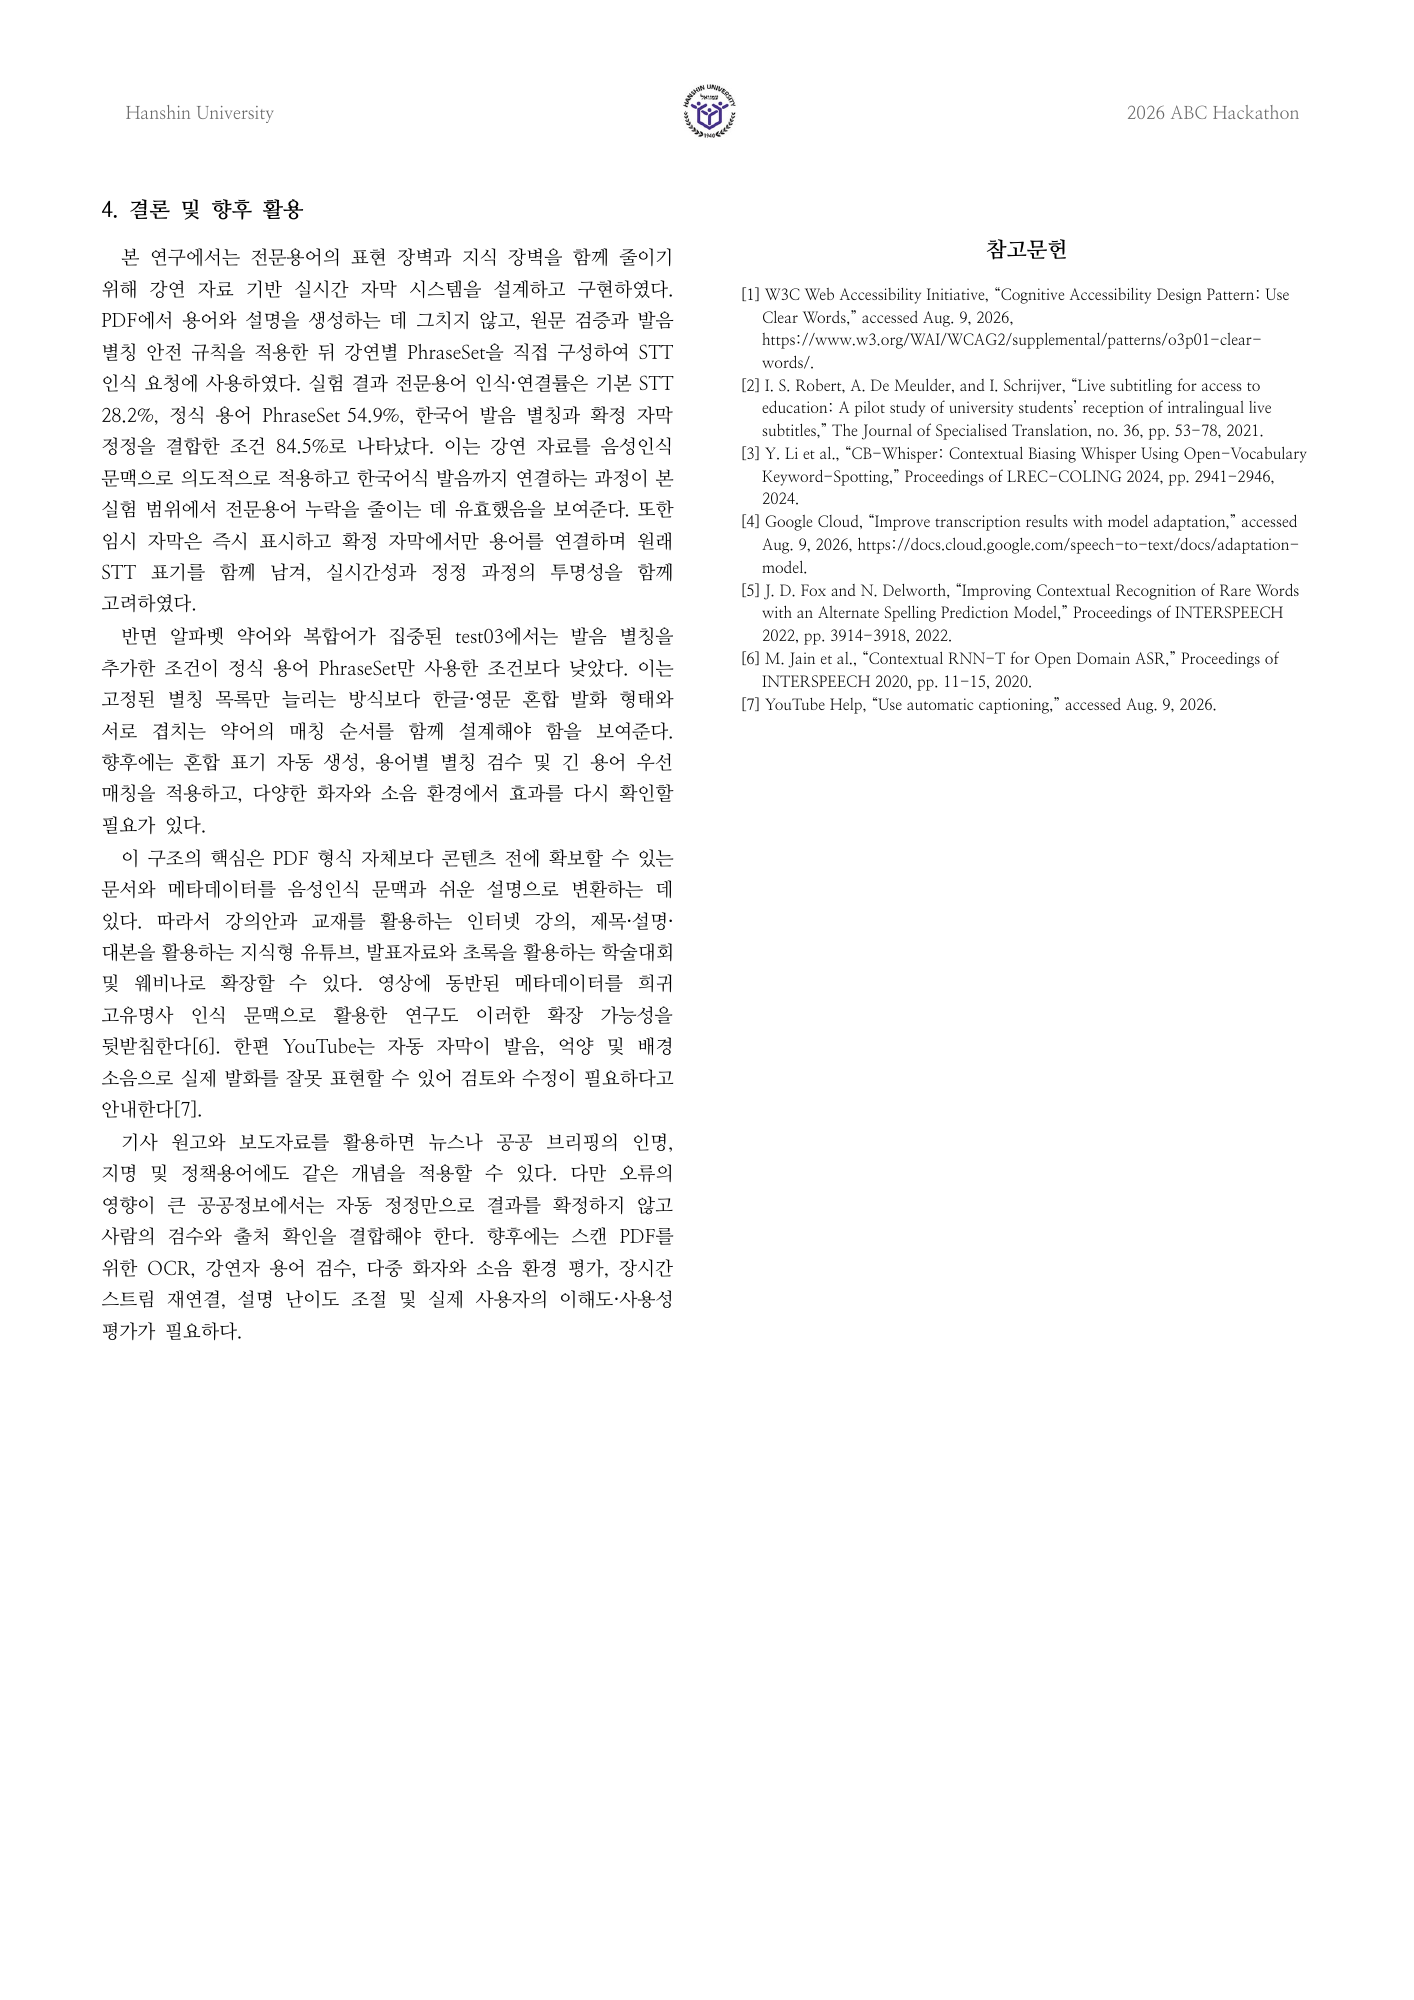 Hanshin University
HANSHIN UNIVERSITY
1940
2026 ABC Hackathon
4. 결론 및 향후 활용
본 연구에서는 전문용어의 표현 장벽과 지식 장벽을 함께 줄이기
위해 강연 자료 기반 실시간 자막 시스템을 설계하고 구현하였다.
PDF에서 용어와 설명을 생성하는 데 그치지 않고, 원문 검증과 발음
별칭 안전 규칙을 적용한 뒤 강연별 PhraseSet을 직접 구성하여 STT
인식 요청에 사용하였다. 실험 결과 전문용어 인식·연결률은 기본 STT
28.2%, 정식 용어 PhraseSet 54.9%, 한국어 발음 별칭과 확정 자막
정정을 결합한 조건 84.5%로 나타났다. 이는 강연 자료를 음성인식
문맥으로 의도적으로 적용하고 한국어식 발음까지 연결하는 과정이 본
실험 범위에서 전문용어 누락을 줄이는 데 유효했음을 보여준다. 또한
임시 자막은 즉시 표시하고 확정 자막에서만 용어를 연결하며 원래
STT 표기를 함께 남겨, 실시간성과 정정 과정의 투명성을 함께
고려하였다.
반면 알파벳 약어와 복합어가 집중된 test03에서는 발음 별칭을
추가한 조건이 정식 용어 PhraseSet만 사용한 조건보다 낮았다. 이는
고정된 별칭 목록만 늘리는 방식보다 한글·영문 혼합 발화 형태와
서로 겹치는 약어의 매칭 순서를 함께 설계해야 함을 보여준다.
향후에는 혼합 표기 자동 생성, 용어별 별칭 검수 및 긴 용어 우선
매칭을 적용하고, 다양한 화자와 소음 환경에서 효과를 다시 확인할
필요가 있다.
이 구조의 핵심은 PDF 형식 자체보다 콘텐츠 전에 확보할 수 있는
문서와 메타데이터를 음성인식 문맥과 쉬운 설명으로 변환하는 데
있다. 따라서 강의안과 교재를 활용하는 인터넷 강의, 제목·설명·
대본을 활용하는 지식형 유튜브, 발표자료와 초록을 활용하는 학술대회
및 웨비나로 확장할 수 있다. 영상에 동반된 메타데이터를 희귀
고유명사 인식 문맥으로 활용한 연구도 이러한 확장 가능성을
뒷받침한다[6]. 한편 YouTube는 자동 자막이 발음, 억양 및 배경
소음으로 실제 발화를 잘못 표현할 수 있어 검토와 수정이 필요하다고
안내한다[7].
기사 원고와 보도자료를 활용하면 뉴스나 공공 브리핑의 인명,
지명 및 정책용어에도 같은 개념을 적용할 수 있다. 다만 오류의
영향이 큰 공공정보에서는 자동 정정만으로 결과를 확정하지 않고
사람의 검수와 출처 확인을 결합해야 한다. 향후에는 스캔 PDF를
위한 OCR, 강연자 용어 검수, 다중 화자와 소음 환경 평가, 장시간
스트림 재연결, 설명 난이도 조절 및 실제 사용자의 이해도·사용성
평가가 필요하다.
참고문헌
[1] W3C Web Accessibility Initiative, “Cognitive Accessibility Design Pattern: Use
Clear Words,” accessed Aug. 9, 2026,
https://www.w3.org/WAI/WCAG2/supplemental/patterns/o3p01-clear-
words/.
[2] I. S. Robert, A. De Meulder, and I. Schrijver, “Live subtitling for access to
education: A pilot study of university students’ reception of intralingual live
subtitles,” The Journal of Specialised Translation, no. 36, pp. 53-78, 2021.
[3] Y. Li et al., “CB-Whisper: Contextual Biasing Whisper Using Open-Vocabulary
Keyword-Spotting,” Proceedings of LREC-COLING 2024, pp. 2941-2946,
2024.
[4] Google Cloud, “Improve transcription results with model adaptation,” accessed
Aug. 9, 2026, https://docs.cloud.google.com/speech-to-text/docs/adaptation-
model.
[5] J. D. Fox and N. Delworth, “Improving Contextual Recognition of Rare Words
with an Alternate Spelling Prediction Model,” Proceedings of INTERSPEECH
2022, pp. 3914-3918, 2022.
[6] M. Jain et al., “Contextual RNN-T for Open Domain ASR,” Proceedings of
INTERSPEECH 2020, pp. 11-15, 2020.
[7] YouTube Help, “Use automatic captioning,” accessed Aug. 9, 2026.